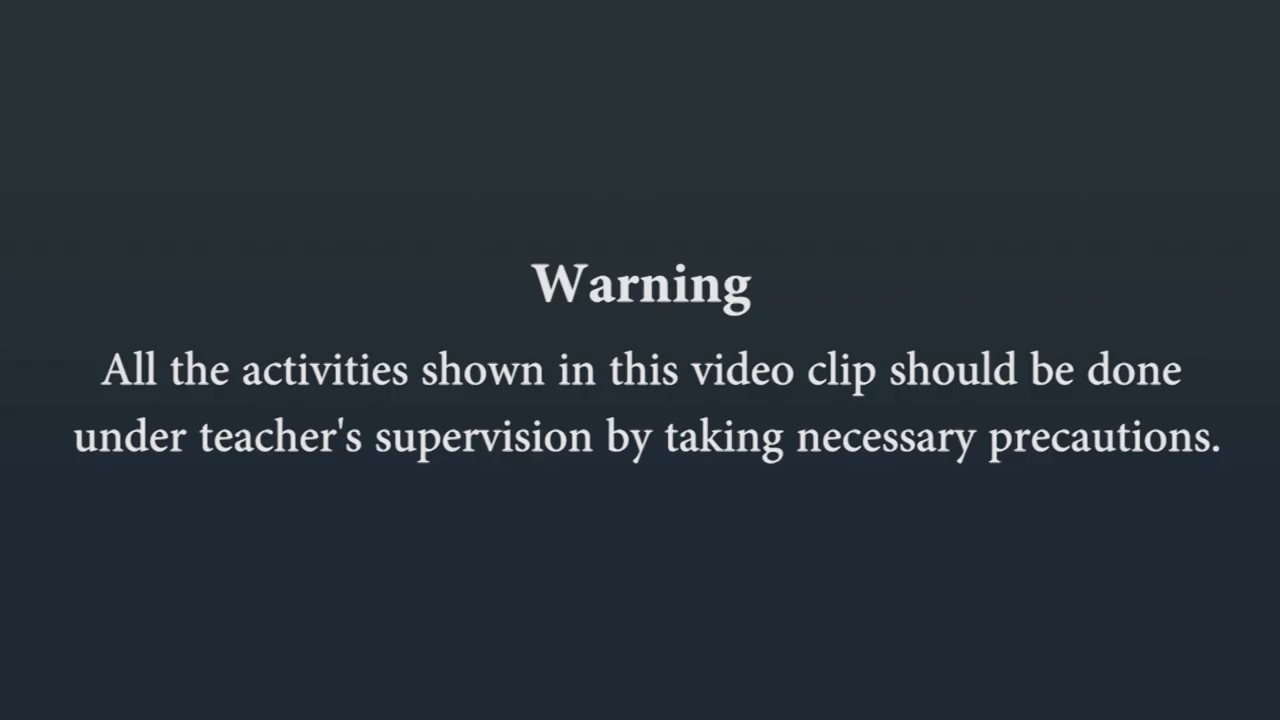 Warning
All the activities shown in this video clip should be done
under teacher's supervision by taking necessary precautions.